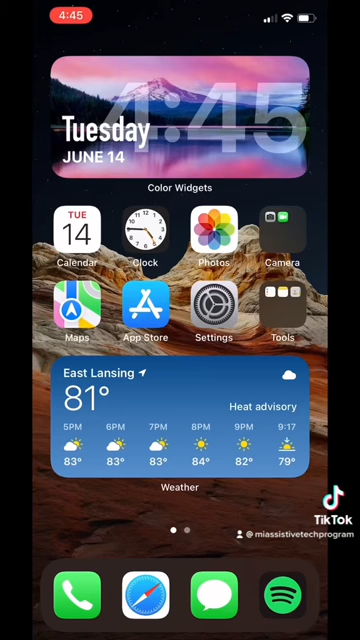 4:45
4:45
Tuesday
JUNE 14
Color Widgets
TUE
14
Calendar
Clock
Photos
Camera
Maps
App Store
Settings
Tools
East Lansing
81°
Heat advisory
5PM 6PM 7PM 8PM 9PM 9:17
83° 83° 83° 84° 82° 79°
Weather
TikTok
@ miassistivetechprogram